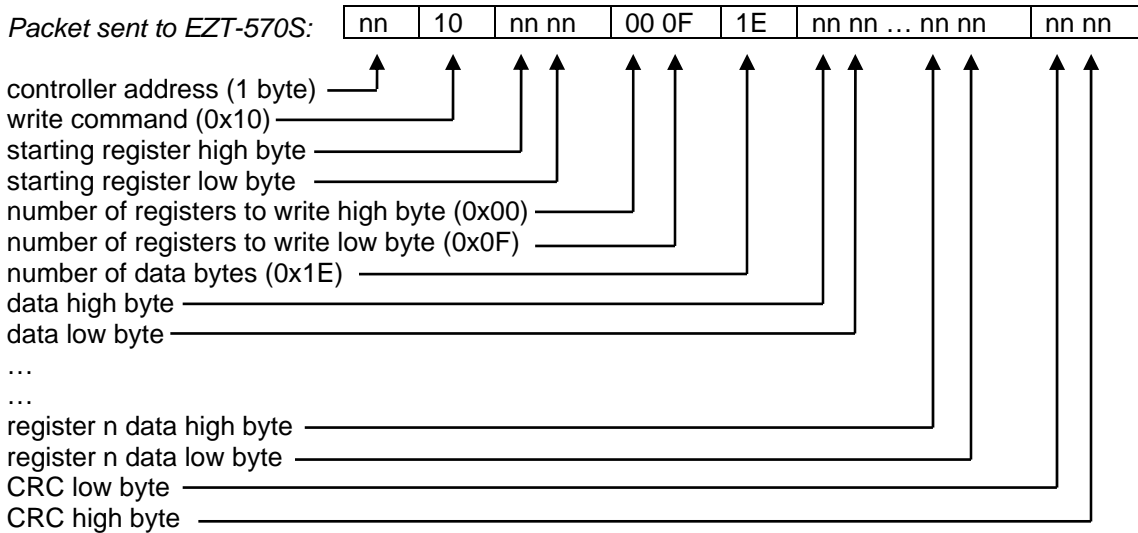 Packet sent to EZT-570S: nn 10 nn nn 00 0F 1E nn nn … nn nn nn nn
controller address (1 byte)
write command (0x10)
starting register high byte
starting register low byte
number of registers to write high byte (0x00)
number of registers to write low byte (0x0F)
number of data bytes (0x1E)
data high byte
data low byte
…
…
register n data high byte
register n data low byte
CRC low byte
CRC high byte